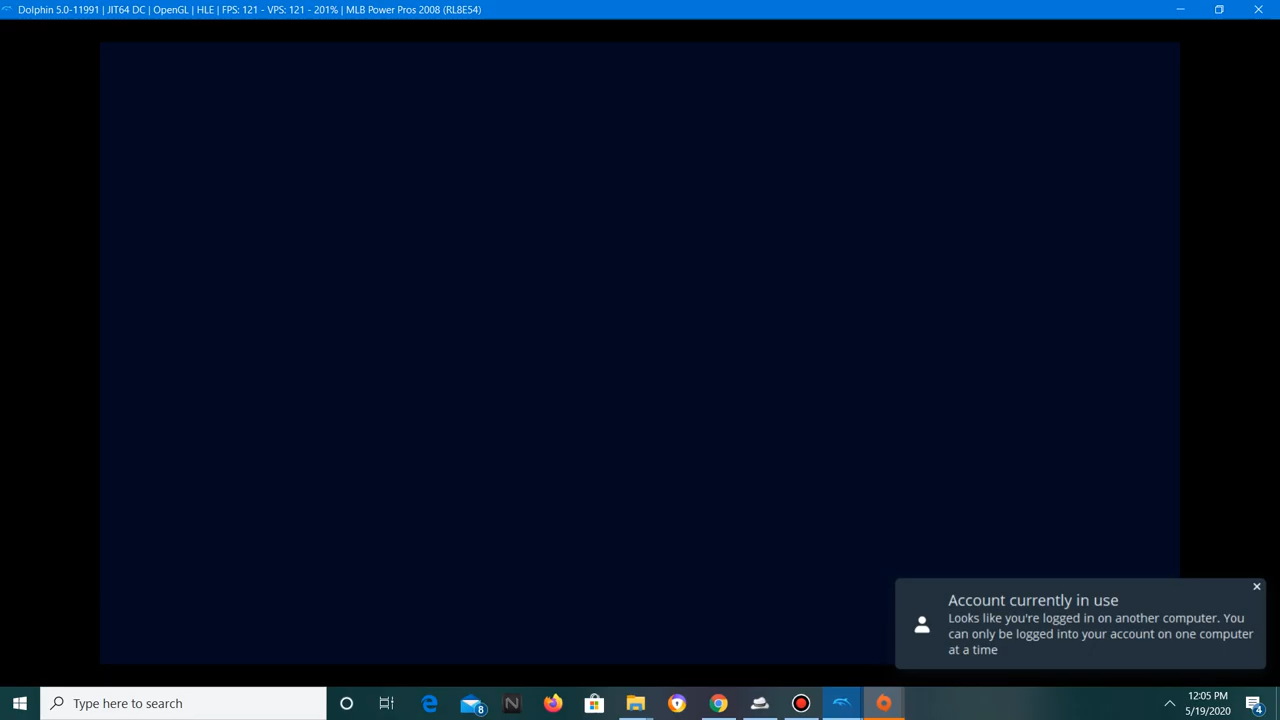 Dolphin 5.0-11991 | JIT64 DC | OpenGL | HLE | FPS: 121 - VPS: 121 - 201% | MLB Power Pros 2008 (RL8E54)
Account currently in use
Looks like you're logged in on another computer. You
can only be logged into your account on one computer
at a time
Type here to search
8
N
12:05 PM
5/19/2020
4